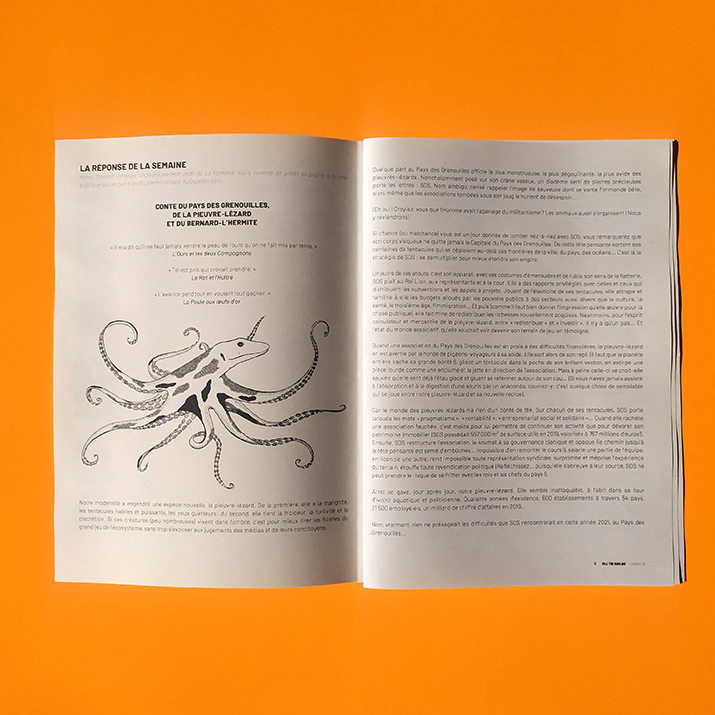 LA RÉPONSE DE LA SEMAINE
CONTE DU PAYS DES GRENOUILLES,
DE LA PIEUVRE-LÉZARD
ET DU BERNARD-L'HERMITE
« Il m'a dit qu'il ne faut jamais vendre la peau de l'ours qu'on ne l'ait mis par terre. »
L'Ours et les deux Compagnons
« Tel est pris qui croyait prendre. »
Le Rat et l'Huître
« L'avarice perd tout en voulant tout gagner. »
La Poule aux œufs d'or
Notre modernité a engendré une espèce nouvelle, la pieuvre-lézard. De la première, elle a la malignité,
les tentacules habiles et puissants, les yeux guetteurs ; du second, elle tient la froideur, la furtivité et la
discrétion. Si ces créatures (peu nombreuses) vivent dans l'ombre, c'est pour mieux tirer les ficelles du
grand jeu de l'écosystème, sans trop s'exposer aux jugements des médias et de leurs concitoyens.
Quelque part au Pays des Grenouilles officie la plus monstrueuse, la plus dégoulinante, la plus avide des
pieuvres-lézards. Nonchalamment posé sur son crâne vaseux, un diadème serti de pierres précieuses
porte les lettres : SOS. Nom ambigu, censé rappeler l'image de sauveuse dont se vante l'immonde bête,
alors même que les associations tombées sous son joug le hurlent de désespoir...
(Eh oui ! Croyiez-vous que l'Homme avait l'apanage du militantisme ? Les animaux aussi s'organisent ! Nous
y reviendrons).
Si chance (ou malchance) vous est un jour donnée de tomber nez-à-nez avec SOS, vous remarquerez que
son corps visqueux ne quitte jamais la Capitale du Pays des Grenouilles. De cette tête pensante sortent des
centaines de tentacules qui se déploient au-delà des frontières de la ville, du pays, des océans... C'est là la
stratégie de SOS : se démultiplier pour mieux étendre son empire.
Un autre de ses atouts, c'est son apparat : avec ses costumes d'émeraudes et de rubis, son sens de la flatterie,
SOS plaît au Roi Lion, aux représentants et à la cour. Elle a des rapports privilégiés avec celles et ceux qui
distribuent les subventions et les appels à projets. Jouant de l'élasticité de ses tentacules, elle attrape et
ramène à elle les budgets alloués par les pouvoirs publics à des secteurs aussi divers que la culture, la
santé, le troisième âge, l'immigration... Et puis (comme il faut bien donner l'impression qu'elle œuvre pour la
chose publique) elle fait mine de redistribuer les richesses nouvellement acquises. Néanmoins, pour l'esprit
calculateur et mercantile de la pieuvre-lézard, entre « redistribuer » et « investir », il n'y a qu'un pas... Et
l'état du monde associatif, qu'elle voudrait voir devenir son terrain de jeu, en témoigne.
Quand une association du Pays des Grenouilles est en proie à des difficultés financières, la pieuvre-lézard
en est avertie par la horde de pigeons-voyageurs à sa solde. Elle sort alors de son repli (il faut que la planète
entière sache sa grande bonté !), glisse un tentacule dans la poche de son brillant veston, en extirpe une
pièce lourde comme une enclume et la jette en direction de l'association. Mais à peine celle-ci se croit-elle
sauvée qu'elle sent déjà l'étau glacé et gluant se refermer autour de son cou... (Si vous n'avez jamais assisté
à l'absorption et à la digestion d'une souris par un anaconda, courrez-y : c'est quelque chose de semblable
qui se joue entre notre pieuvre-lézard et sa nouvelle recrue).
Car le monde des pieuvres-lézards n'a rien d'un conte de fée. Sur chacun de ses tentacules, SOS porte
tatoués les mots « pragmatisme », « rentabilité », « entreprenariat social et solidaire »... Quand elle rachète
une association fauchée, c'est moins pour lui permettre de continuer son activité que pour dévorer son
patrimoine immobilier (SOS possédait 557 000 m² de surface utile en 2019, valorisés à 767 millions d'euros).
Ensuite, SOS restructure l'association, la soumet à sa gouvernance clanique et opaque (le chemin jusqu'à
la tête pensante est semé d'embûches... impossible d'en remonter le cours !), salarie une partie de l'équipe,
en licencie une autre, rend impossible toute représentation syndicale, surplombe et méprise l'expérience
du terrain, étouffe toute revendication politique (Réfléchissez... puisqu'elle s'abreuve à leur source, SOS ne
peut prendre le risque de se fritter avec les rois et les chefs du pays !).
Ainsi se gave, jour après jour, notre pieuvre-lézard. Elle semble inattaquable, à l'abri dans sa tour
d'ivoire aquatique et politicienne. Quarante années d'existence, 600 établissements à travers 54 pays,
21 500 employé·e·s, un milliard de chiffre d'affaires en 2019...
Non, vraiment, rien ne présageait les difficultés que SOS rencontrerait en cette année 2021, au Pays des
Grenouilles...